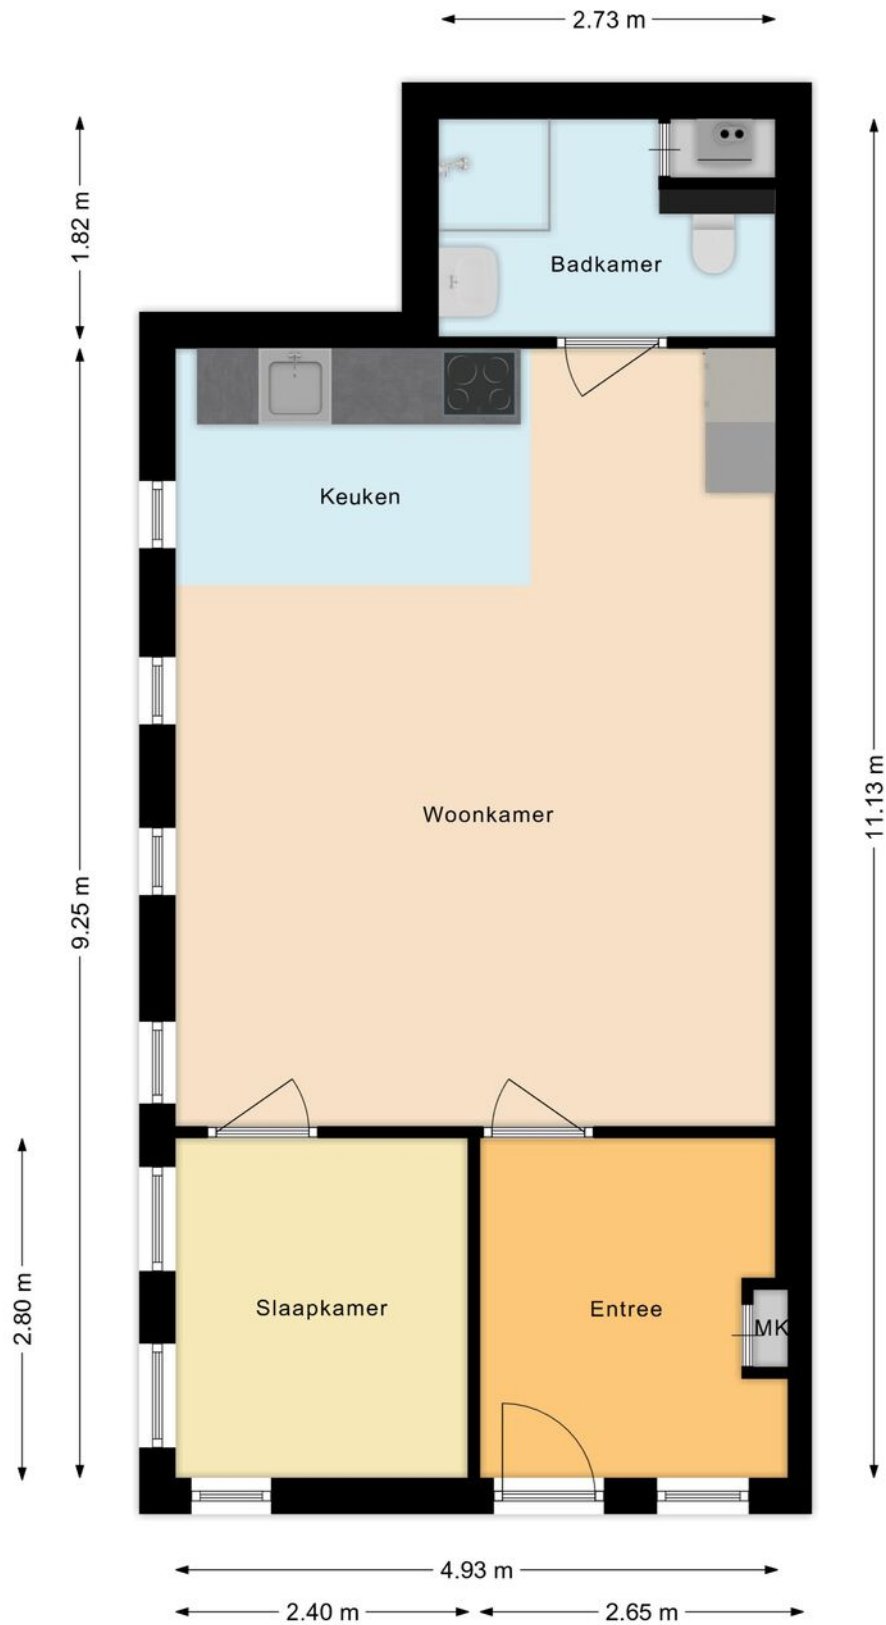 2.73 m
1.82 m
Badkamer
Keuken
Woonkamer
11.13 m
9.25 m
Slaapkamer
Entree
MK
2.80 m
4.93 m
2.40 m
2.65 m